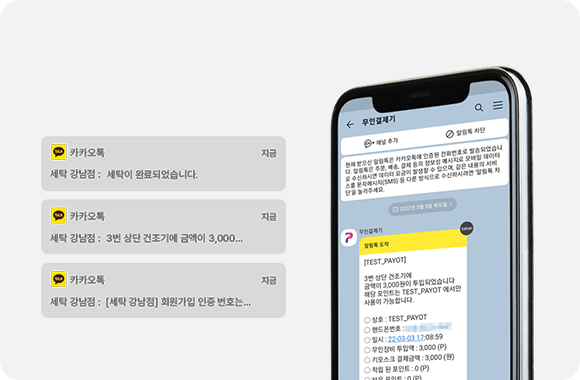 카카오톡
지금
세탁 강남점 : 세탁이 완료되었습니다.
카카오톡
지금
세탁 강남점 : 3번 상단 건조기에 금액이 3,000...
카카오톡
지금
세탁 강남점 : [세탁 강남점] 회원가입 인증 번호는...
무인결제기
채널 추가
알림톡 차단
현재 받으신 알림톡은 카카오톡에 인증된 전화번호로 발송되었습니
다. 알림톡은 주문, 배송, 결제 등의 정보성 메시지로 모바일 데이터
로 수신하시면 데이터 요금이 발생할 수 있으며, 같은 내용의 서비
스를 문자메시지(SMS) 등 다른 방식으로 수신하시려면 '알림톡 차
단'을 눌러주세요.
2022년 3월 3일 목요일 >
무인결제기
알림톡 도착
kakao
[TEST_PAYOT]
3번 상단 건조기에
금액이 3,000원이 투입되었습니다
해당 포인트는 TEST_PAYOT 에서만
사용이 가능합니다.
○ 상호 : TEST_PAYOT
○ 핸드폰번호 :
○ 일시 : 22-03-03 17:08:59
○ 무인장비 투입액 : 3,000 (P)
○ 키오스크 결제금액 : 3,000 (원)
○ 적립 된 포인트 : 0 (P)
○ 보유 포인트 : 0 (P)